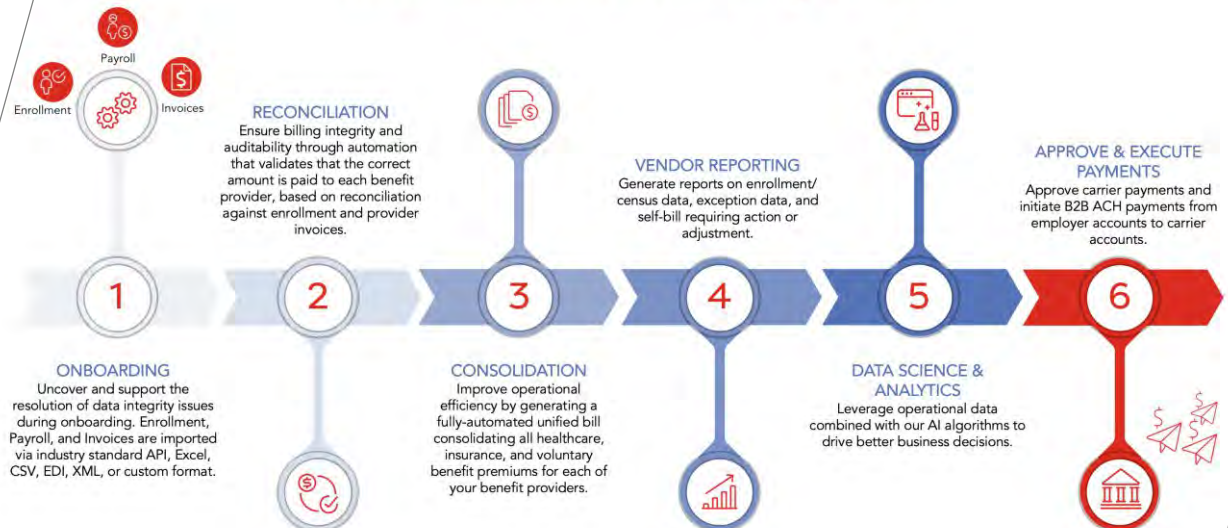 Payroll
Enrollment
Invoices
1
ONBOARDING
Uncover and support the
resolution of data integrity issues
during onboarding. Enrollment,
Payroll, and Invoices are imported
via industry standard API, Excel,
CSV, EDI, XML, or custom format.
RECONCILIATION
Ensure billing integrity and
auditability through automation
that validates that the correct
amount is paid to each benefit
provider, based on reconciliation
against enrollment and provider
invoices.
2
3
CONSOLIDATION
Improve operational
efficiency by generating a
fully-automated unified bill
consolidating all healthcare,
insurance, and voluntary
benefit premiums for each of
your benefit providers.
VENDOR REPORTING
Generate reports on enrollment/
census data, exception data, and
self-bill requiring action or
adjustment.
4
5
DATA SCIENCE &
ANALYTICS
Leverage operational data
combined with our AI algorithms to
drive better business decisions.
APPROVE & EXECUTE
PAYMENTS
Approve carrier payments and
initiate B2B ACH payments from
employer accounts to carrier
accounts.
6